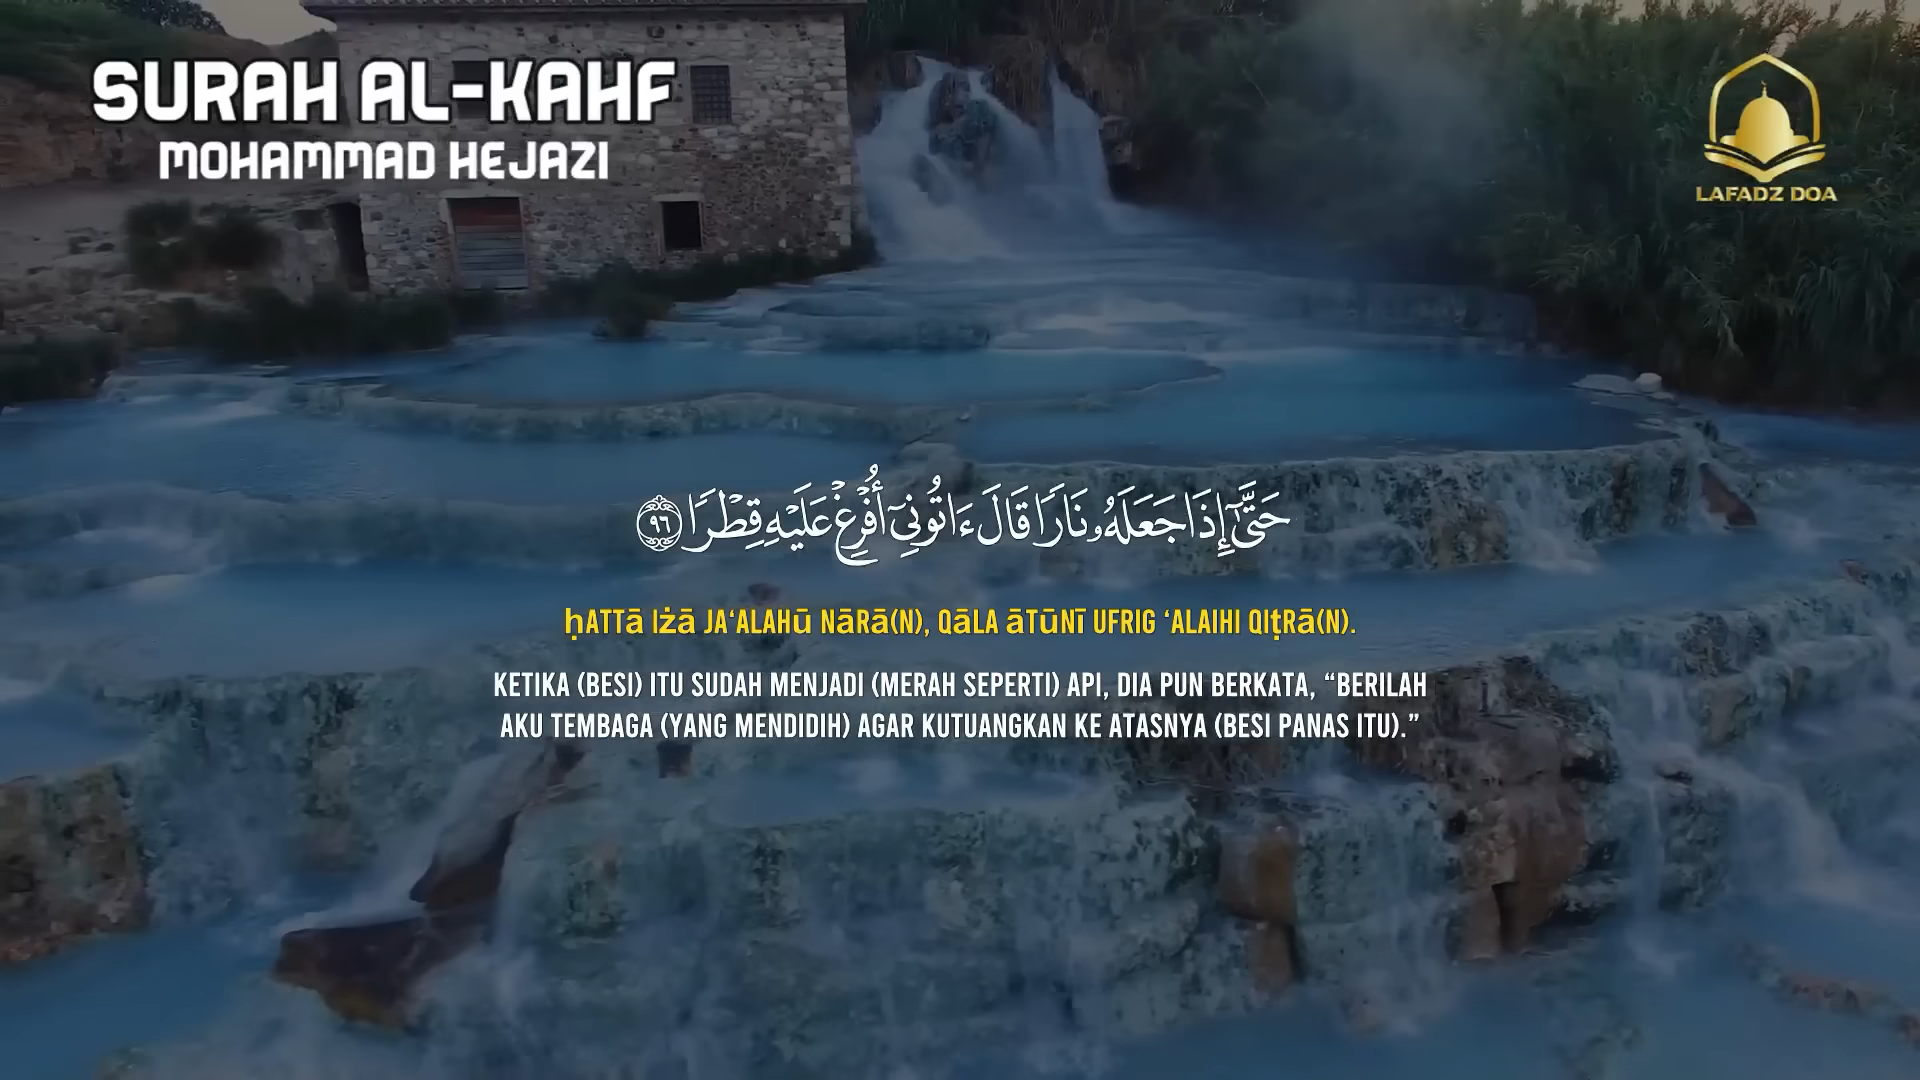 SURAH AL-KAHF
MOHAMMAD HEJAZI
LAFADZ DOA
حَتَّىٰٓ إِذَا جَعَلَهُۥ نَارًا قَالَ ءَاتُونِىٓ أُفْرِغْ عَلَيْهِ قِطْرًا ٩٦
ḥATTā Iżā JA‘ALAHū NāRā(N), QāLA āTūNī UFRIG ‘ALAIHI QIṭRā(N).
KETIKA (BESI) ITU SUDAH MENJADI (MERAH SEPERTI) API, DIA PUN BERKATA, “BERILAH
AKU TEMBAGA (YANG MENDIDIH) AGAR KUTUANGKAN KE ATASNYA (BESI PANAS ITU).”